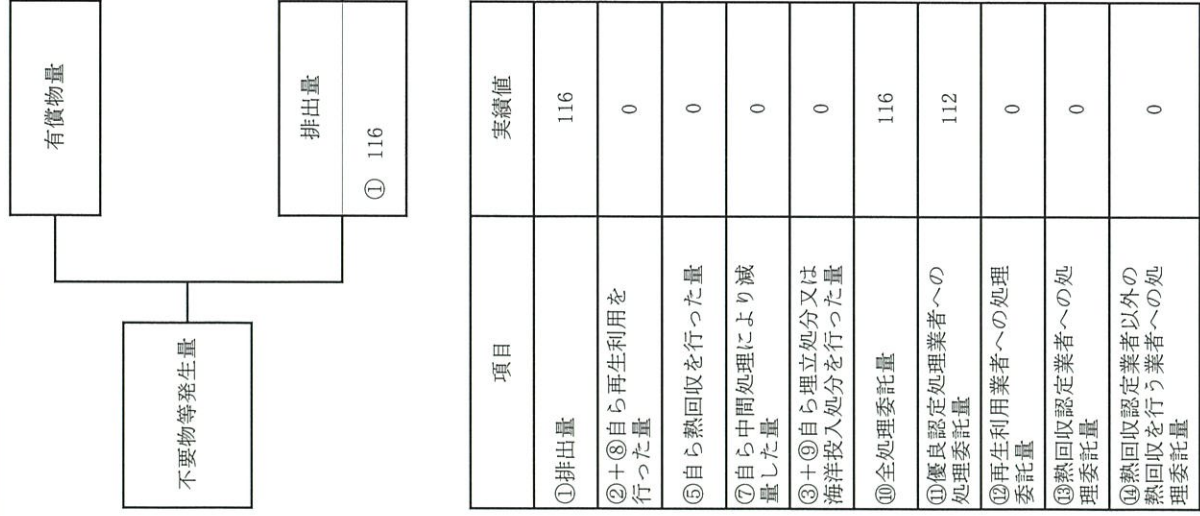 不要物等発生量
有償物量
排出量
① 116
項目
実績値
①排出量
116
②+⑧自ら再生利用を
行った量
0
⑤自ら熱回収を行った量
0
⑦自ら中間処理により減
量した量
0
③+⑨自ら埋立処分又は
海洋投入処分を行った量
0
⑩全処理委託量
116
⑪優良認定処理業者への
処理委託量
112
⑫再生利用業者への処理
委託量
0
⑬熱回収認定業者への処
理委託量
0
⑭熱回収認定業者以外の
熱回収を行う業者への処
理委託量
0